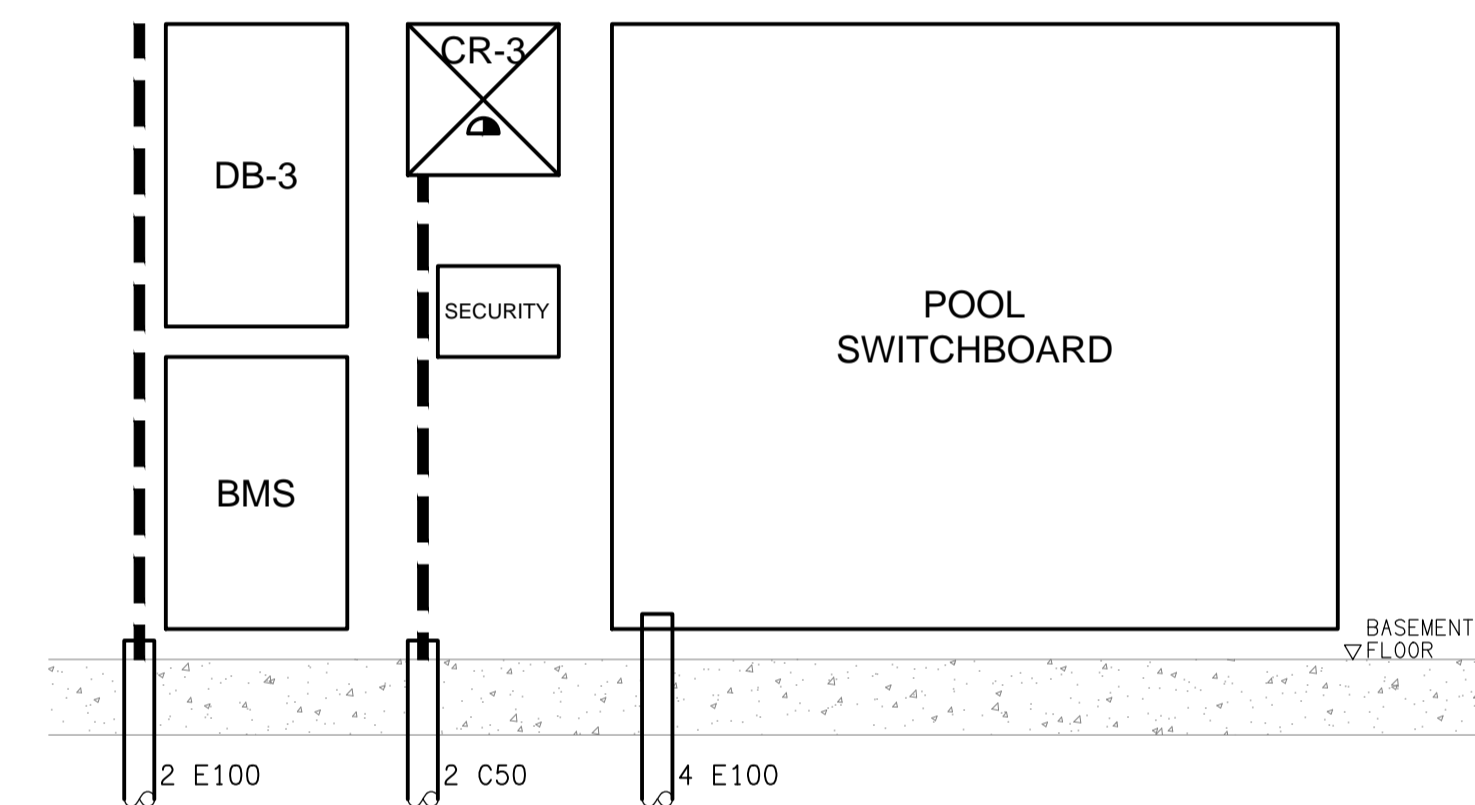 CR-3
DB-3
SECURITY
POOL
SWITCHBOARD
BMS
BASEMENT
FLOOR
2 E100
2 C50
4 E100